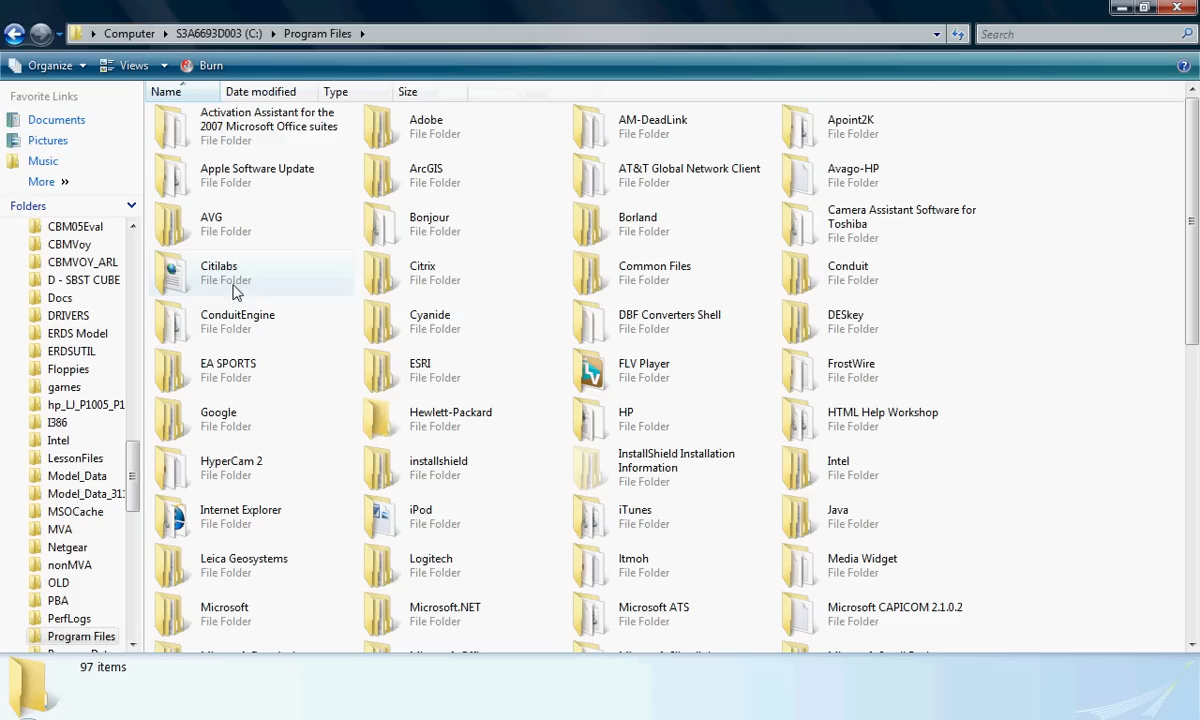 Computer
S3A6693D003 (C:)
Program Files
Search
Organize
Views
Burn
Favorite Links
Documents
Pictures
Music
More »
Folders
CBM05Eval
CBMVoy
CBMVOY_ARL
D - SBST CUBE
Docs
DRIVERS
ERDS Model
ERDSUTIL
Floppies
games
hp_LJ_P1005_P1
I386
Intel
LessonFiles
Model_Data
Model_Data_31
MSOCache
MVA
Netgear
nonMVA
OLD
PBA
PerfLogs
Program Files
Name
Date modified
Type
Size
Activation Assistant for the
2007 Microsoft Office suites
File Folder
Adobe
File Folder
AM-DeadLink
File Folder
Apoint2K
File Folder
Apple Software Update
File Folder
ArcGIS
File Folder
AT&T Global Network Client
File Folder
Avago-HP
File Folder
AVG
File Folder
Bonjour
File Folder
Borland
File Folder
Camera Assistant Software for
Toshiba
File Folder
Citilabs
File Folder
Citrix
File Folder
Common Files
File Folder
Conduit
File Folder
ConduitEngine
File Folder
Cyanide
File Folder
DBF Converters Shell
File Folder
DESkey
File Folder
EA SPORTS
File Folder
ESRI
File Folder
FLV Player
File Folder
FrostWire
File Folder
Google
File Folder
Hewlett-Packard
File Folder
HP
File Folder
HTML Help Workshop
File Folder
HyperCam 2
File Folder
installshield
File Folder
InstallShield Installation
Information
File Folder
Intel
File Folder
Internet Explorer
File Folder
iPod
File Folder
iTunes
File Folder
Java
File Folder
Leica Geosystems
File Folder
Logitech
File Folder
ltmoh
File Folder
Media Widget
File Folder
Microsoft
File Folder
Microsoft.NET
File Folder
Microsoft ATS
File Folder
Microsoft CAPICOM 2.1.0.2
File Folder
97 items